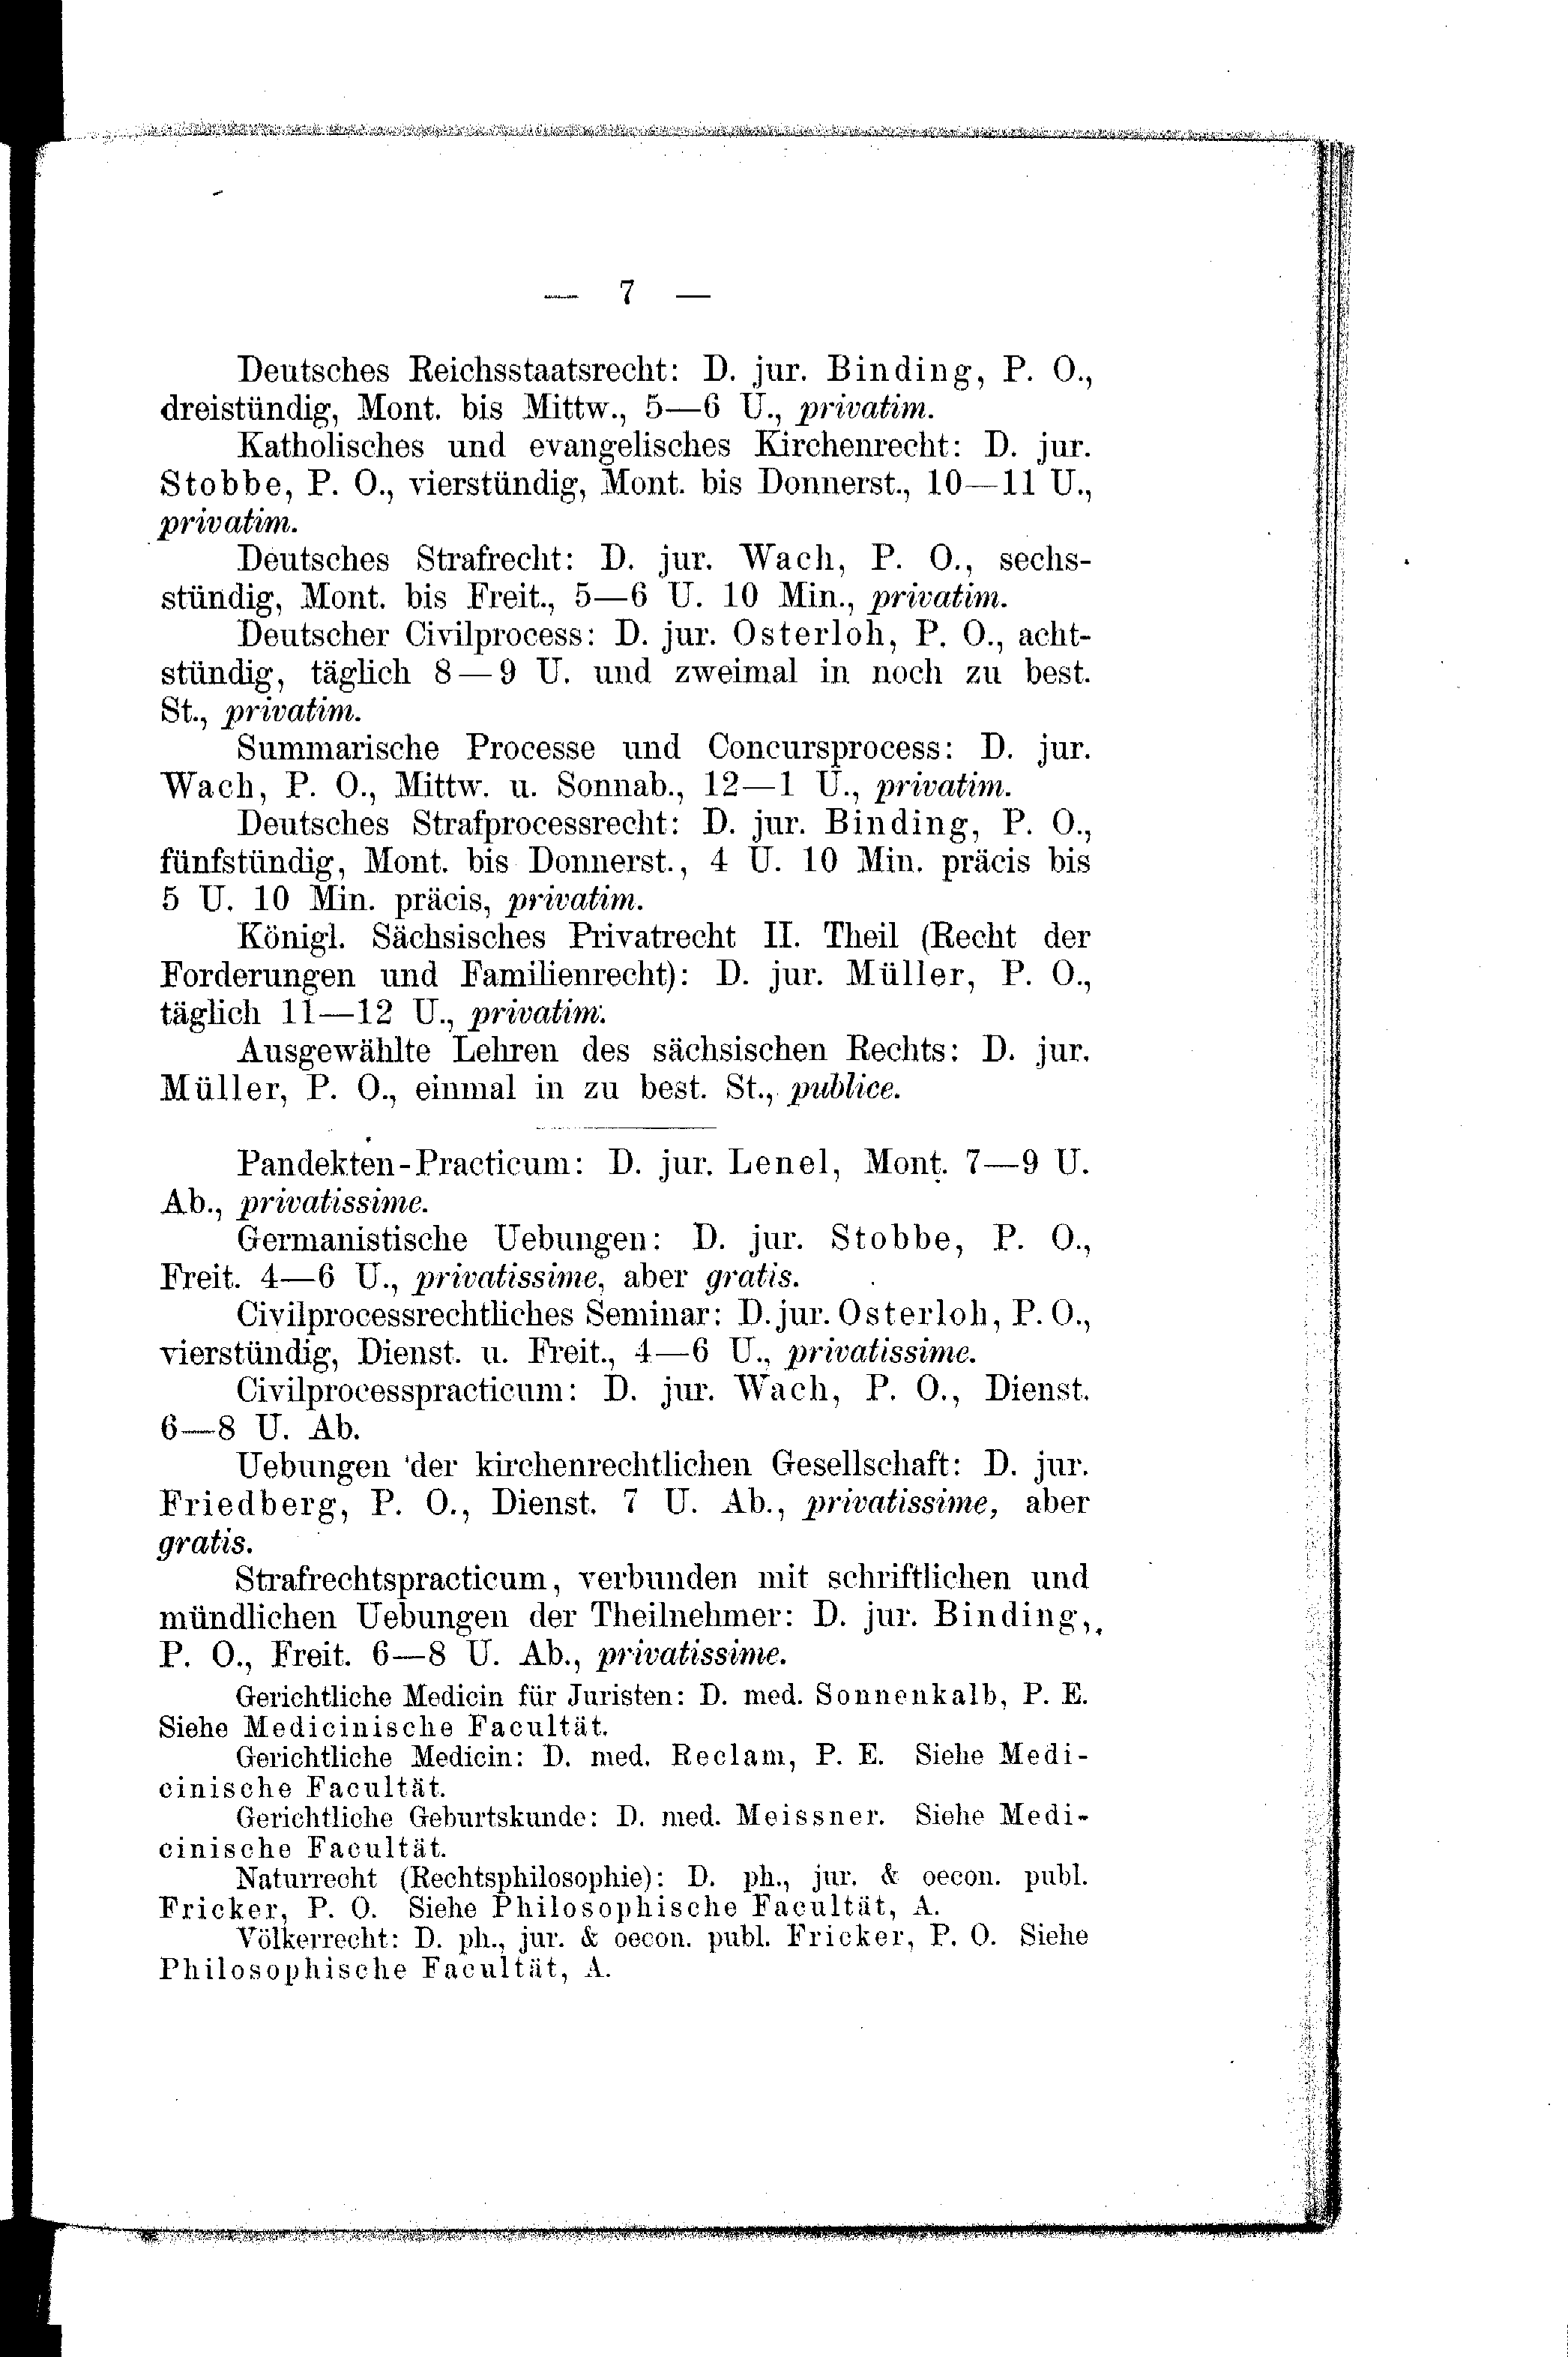 — 7 —
Deutsches Reichsstaatsrecht: D. jur. Binding, P. O.,
dreistündig, Mont. bis Mittw., 5—6 U., privatim.
Katholisches und evangelisches Kirchenrecht: D. jur.
Stobbe, P. O., vierstündig, Mont. bis Donnerst., 10—11 U.,
privatim.
Deutsches Strafrecht: D. jur. Wach, P. O., sechs-
stündig, Mont. bis Freit., 5—6 U. 10 Min., privatim.
Deutscher Civilprocess: D. jur. Osterloh, P. O., acht-
stündig, täglich 8—9 U. und zweimal in noch zu best.
St., privatim.
Summarische Processe und Concursprocess: D. jur.
Wach, P. O., Mittw. u. Sonnab., 12—1 U., privatim.
Deutsches Strafprocessrecht: D. jur. Binding, P. O.,
fünfstündig, Mont. bis Donnerst., 4 U. 10 Min. präcis bis
5 U. 10 Min. präcis, privatim.
Königl. Sächsisches Privatrecht II. Theil (Recht der
Forderungen und Familienrecht): D. jur. Müller, P. O.,
täglich 11—12 U., privatim.
Ausgewählte Lehren des sächsischen Rechts: D. jur.
Müller, P. O., einmal in zu best. St., publice.
Pandekten-Practicum: D. jur. Lenel, Mont. 7—9 U.
Ab., privatissime.
Germanistische Uebungen: D. jur. Stobbe, P. O.,
Freit. 4—6 U., privatissime, aber gratis.
Civilprocessrechtliches Seminar: D. jur. Osterloh, P. O.,
vierstündig, Dienst. u. Freit., 4—6 U., privatissime.
Civilprocesspracticum: D. jur. Wach, P. O., Dienst.
6—8 U. Ab.
Uebungen der kirchenrechtlichen Gesellschaft: D. jur.
Friedberg, P. O., Dienst. 7 U. Ab., privatissime, aber
gratis.
Strafrechtspracticum, verbunden mit schriftlichen und
mündlichen Uebungen der Theilnehmer: D. jur. Binding,
P. O., Freit. 6—8 U. Ab., privatissime.
Gerichtliche Medicin für Juristen: D. med. Sonnenkalb, P. E.
Siehe Medicinische Facultät.
Gerichtliche Medicin: D. med. Reclam, P. E. Siehe Medi-
cinische Facultät.
Gerichtliche Geburtskunde: D. med. Meissner. Siehe Medi-
cinische Facultät.
Naturrecht (Rechtsphilosophie): D. ph., jur. & oecon. publ.
Fricker, P. O. Siehe Philosophische Facultät, A.
Völkerrecht: D. ph., jur. & oecon. publ. Fricker, P. O. Siehe
Philosophische Facultät, A.